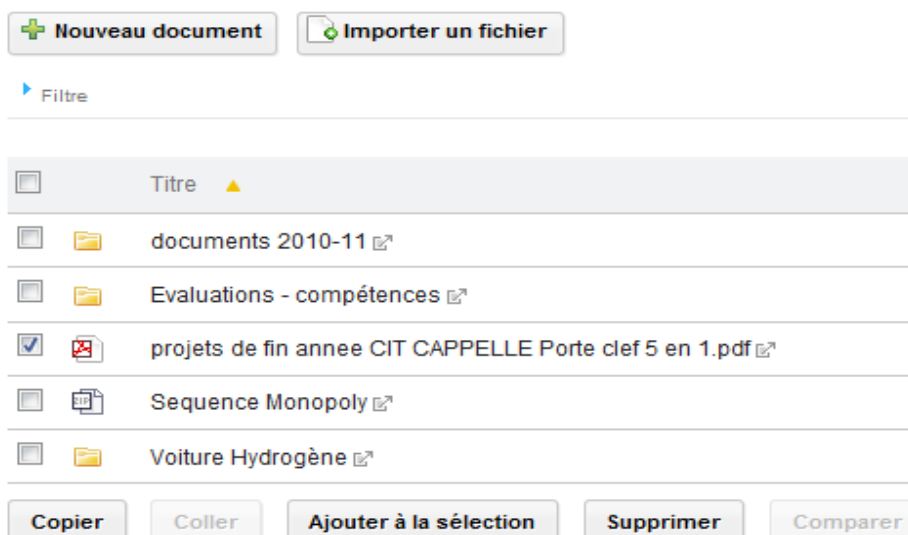 Nouveau document Importer un fichier
Filtre
Titre
documents 2010-11
Evaluations - compétences
projets de fin annee CIT CAPPELLE Porte clef 5 en 1.pdf
ZIP Sequence Monopoly
Voiture Hydrogène
Copier Coller Ajouter à la sélection Supprimer Comparer